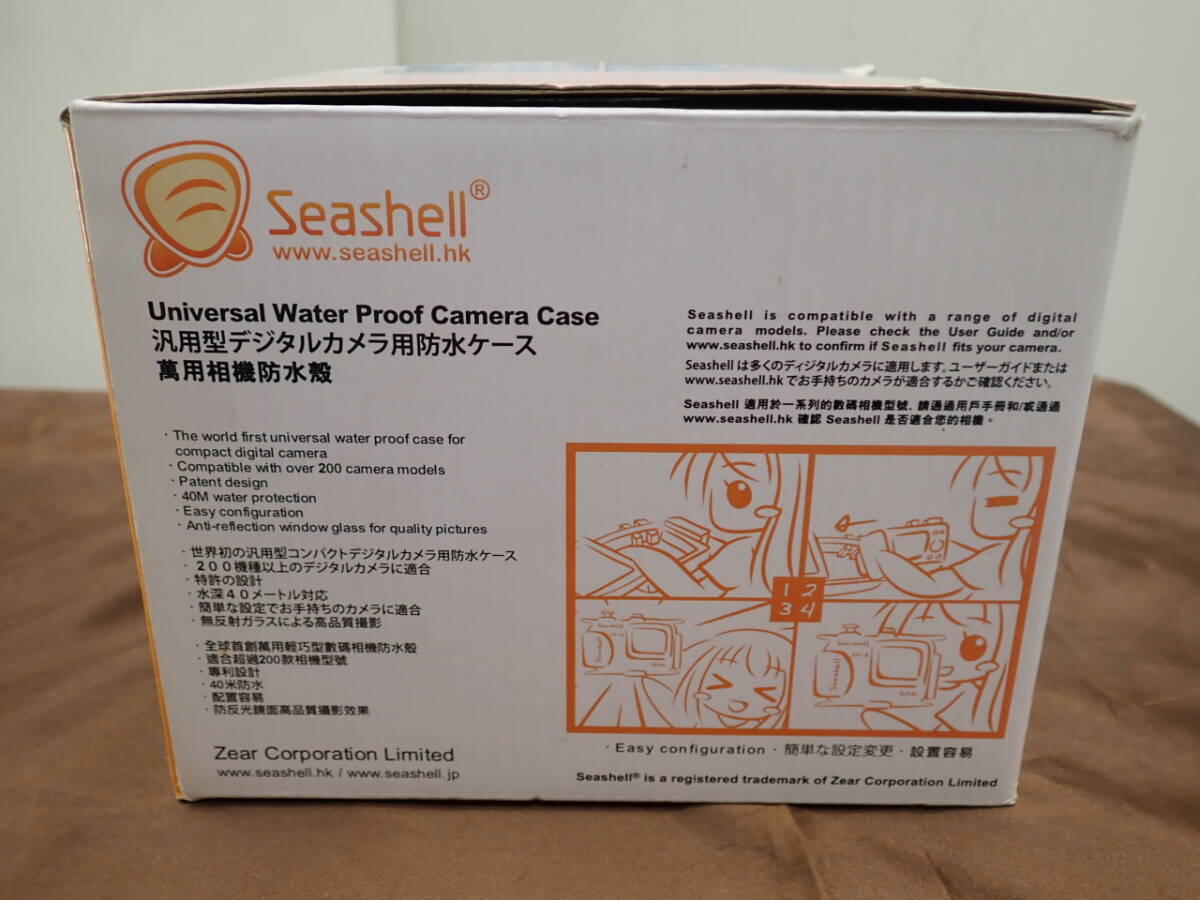 Seashell®
www.seashell.hk
Universal Water Proof Camera Case
汎用型デジタルカメラ用防水ケース
萬用相機防水殼
· The world first universal water proof case for
compact digital camera
· Compatible with over 200 camera models
· Patent design
· 40M water protection
· Easy configuration
· Anti-reflection window glass for quality pictures
· 世界初の汎用型コンパクトデジタルカメラ用防水ケース
· ２００機種以上のデジタルカメラに適合
· 特許の設計
· 水深４０メートル対応
· 簡単な設定でお手持ちのカメラに適合
· 無反射ガラスによる高品質撮影
· 全球首創萬用輕巧型數碼相機防水殼
· 適合超過200款相機型號
· 專利設計
· 40米防水
· 配置容易
· 防反光鏡面高品質攝影效果
Zear Corporation Limited
www.seashell.hk / www.seashell.jp
Seashell is compatible with a range of digital
camera models. Please check the User Guide and/or
www.seashell.hk to confirm if Seashell fits your camera.
Seashell は多くのディジタルカメラに適用します。ユーザーガイドまたは
www.seashell.hk でお手持ちのカメラが適合するかご確認ください。
Seashell 適用於一系列的數碼相機型號. 請通過用戶手冊和/或通過
www.seashell.hk 確認 Seashell 是否適合您的相機。
1 2
3 4
Seashell
Seashell
Seashell
Seashell
· Easy configuration · 簡単な設定変更 · 設置容易
Seashell® is a registered trademark of Zear Corporation Limited